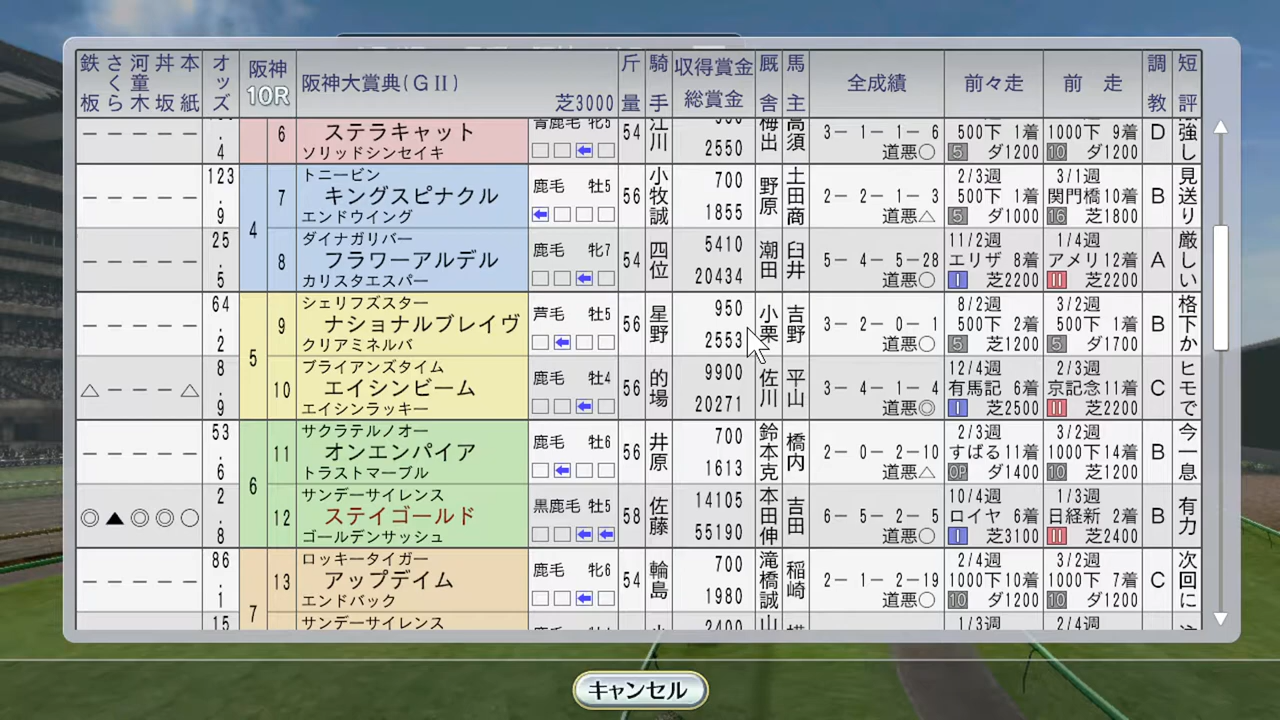 鉄板 さくら 河童木 丼坂 本紙 オッズ 阪神 10R 阪神大賞典(GⅡ) 芝3000 斤量 騎手 収得賞金 総賞金 厩舎 馬主 全成績 前々走 前走 調教 短評
－－－－－ .4 6 ステラキャット 青鹿毛 牝5 54 江川 梅出 高須 3－1－1－6 500下 1着 1000下 9着 D 強し
ソリッドシンセイキ 2550 道悪○ 5 ダ1200 10 ダ1200
123 トニービン 小牧誠 700 野原 土田商 2/3週 3/1週 見送り
－－－－－ 4 7 キングスピナクル 鹿毛 牡5 56 2－2－1－3 500下 1着 関門橋10着 B
.9 エンドウイング 1855 道悪△ 5 ダ1000 16 芝1800
25 ダイナガリバー 四位 5410 潮田 臼井 11/2週 1/4週 厳しい
－－－－－ 8 フラワーアルデル 鹿毛 牝7 54 5－4－5－28 エリザ 8着 アメリ12着 A
.5 カリスタエスパー 20434 道悪○ Ⅰ 芝2200 Ⅱ 芝2200
64 シェリフズスター 星野 950 小栗 吉野 8/2週 3/2週 格下か
－－－－－ 5 9 ナショナルブレイヴ 芦毛 牡5 56 3－2－0－1 500下 2着 500下 1着 B
.2 クリアミネルバ 2553 道悪○ 5 芝1200 5 ダ1700
8 ブライアンズタイム 的場 9900 佐川 平山 12/4週 2/3週 ヒモで
△－－－△ 10 エイシンビーム 鹿毛 牡4 56 3－4－1－4 有馬記 6着 京記念11着 C
.9 エイシンラッキー 20271 道悪◎ Ⅰ 芝2500 Ⅱ 芝2200
53 サクラテルノオー 井原 700 鈴木克 橋内 2/3週 3/2週 今一息
－－－－－ 6 11 オンエンパイア 鹿毛 牡6 56 2－0－2－10 すばる11着 1000下14着 B
.6 トラストマーブル 1613 道悪△ OP ダ1400 10 芝1200
2 サンデーサイレンス 佐藤 14105 本田伸 吉田 10/4週 1/3週 有力
◎▲◎◎○ 12 ステイゴールド 黒鹿毛 牡5 58 6－5－2－5 ロイヤ 6着 日経新 2着 B
.8 ゴールデンサッシュ 55190 道悪○ Ⅰ 芝3100 Ⅱ 芝2400
86 ロッキータイガー 輪島 700 滝橋誠 稲崎 2/4週 3/2週 次回に
－－－－－ 7 13 アップデイム 鹿毛 牝6 54 2－1－2－19 1000下10着 1000下 7着 C
.1 エンドバック 1980 道悪○ 10 ダ1200 10 ダ1200
15 サンデーサイレンス 2400 1/3週 2/4週
キャンセル